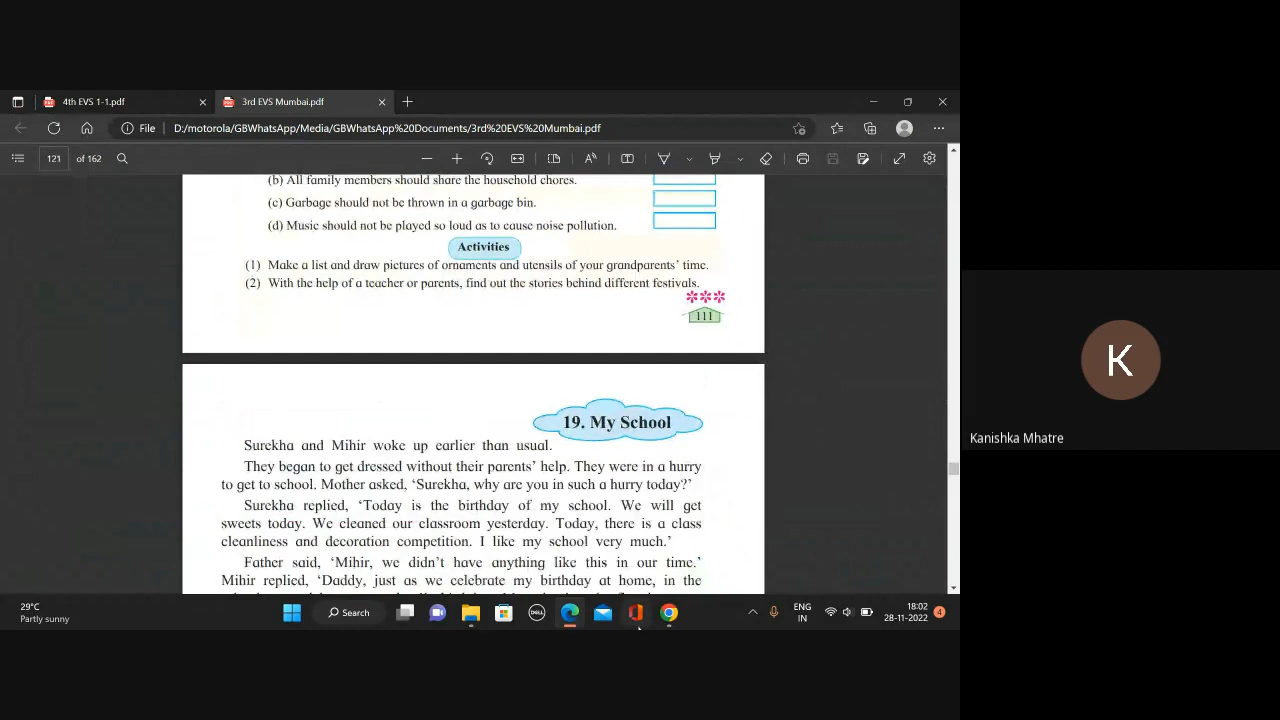 4th EVS 1-1.pdf
3rd EVS Mumbai.pdf
File
D:/motorola/GBWhatsApp/Media/GBWhatsApp%20Documents/3rd%20EVS%20Mumbai.pdf
121 of 162
(b) All family members should share the household chores.
(c) Garbage should not be thrown in a garbage bin.
(d) Music should not be played so loud as to cause noise pollution.
Activities
(1) Make a list and draw pictures of ornaments and utensils of your grandparents' time.
(2) With the help of a teacher or parents, find out the stories behind different festivals.
111
19. My School
Surekha and Mihir woke up earlier than usual.
They began to get dressed without their parents' help. They were in a hurry
to get to school. Mother asked, 'Surekha, why are you in such a hurry today?'
Surekha replied, 'Today is the birthday of my school. We will get
sweets today. We cleaned our classroom yesterday. Today, there is a class
cleanliness and decoration competition. I like my school very much.'
Father said, 'Mihir, we didn't have anything like this in our time.'
Mihir replied, 'Daddy, just as we celebrate my birthday at home, in the
K
Kanishka Mhatre
29°C
Partly sunny
Search
DELL
ENG
IN
18:02
28-11-2022
4